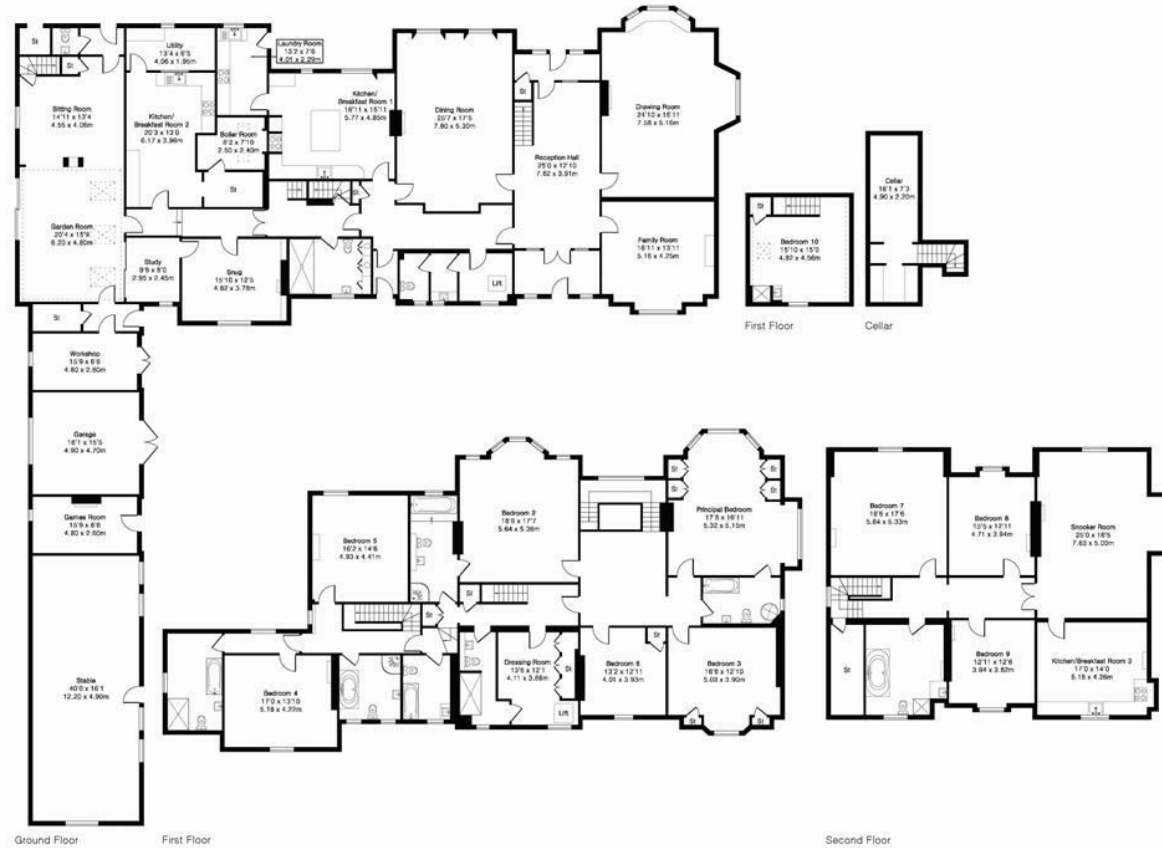 St
Utility
13'4 x 6'5
4.06 x 1.95m
Laundry Room
13'2 x 7'6
4.01 x 2.29m
St
Sitting Room
14'11 x 13'4
4.55 x 4.06m
Kitchen/
Breakfast Room 2
20'3 x 13'0
6.17 x 3.96m
Boiler Room
8'2 x 7'10
2.50 x 2.40m
St
Kitchen/
Breakfast Room 1
18'11 x 15'11
5.77 x 4.85m
Dining Room
25'7 x 17'5
7.80 x 5.30m
St
Reception Hall
25'0 x 12'10
7.62 x 3.91m
Drawing Room
24'10 x 16'11
7.58 x 5.16m
St
Garden Room
20'4 x 15'9
6.20 x 4.80m
Study
9'8 x 8'0
2.95 x 2.45m
Snug
15'10 x 12'5
4.82 x 3.78m
Lift
Family Room
16'11 x 13'11
5.16 x 4.25m
St
Bedroom 10
15'10 x 15'0
4.82 x 4.56m
First Floor
Cellar
16'1 x 7'3
4.90 x 2.20m
Cellar
St
Workshop
15'9 x 8'6
4.80 x 2.60m
Garage
16'1 x 15'5
4.90 x 4.70m
Games Room
15'9 x 8'6
4.80 x 2.60m
Stable
40'0 x 16'1
12.20 x 4.90m
Ground Floor
Bedroom 5
16'2 x 14'6
4.93 x 4.41m
Bedroom 2
18'6 x 17'7
5.64 x 5.36m
St
St
St
St
Principal Bedroom
17'5 x 16'11
5.32 x 5.15m
St
St
Bedroom 4
17'0 x 13'10
5.18 x 4.22m
Dressing Room
13'6 x 12'1
4.11 x 3.68m
St
Lift
St
Bedroom 6
13'2 x 12'11
4.01 x 3.93m
Bedroom 3
16'6 x 12'10
5.03 x 3.90m
St
St
First Floor
Bedroom 7
18'6 x 17'6
5.64 x 5.33m
Bedroom 8
15'5 x 12'11
4.71 x 3.94m
Snooker Room
25'0 x 16'5
7.63 x 5.00m
St
Bedroom 9
12'11 x 12'6
3.94 x 3.82m
Kitchen/Breakfast Room 3
17'0 x 14'0
5.18 x 4.26m
Second Floor